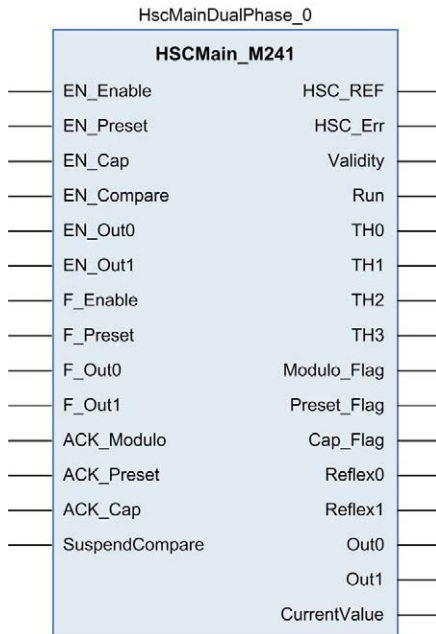 HscMainDualPhase_0
HSCMain_M241
EN_Enable HSC_REF
EN_Preset HSC_Err
EN_Cap Validity
EN_Compare Run
EN_Out0 TH0
EN_Out1 TH1
F_Enable TH2
F_Preset TH3
F_Out0 Modulo_Flag
F_Out1 Preset_Flag
ACK_Modulo Cap_Flag
ACK_Preset Reflex0
ACK_Cap Reflex1
SuspendCompare Out0
Out1
CurrentValue